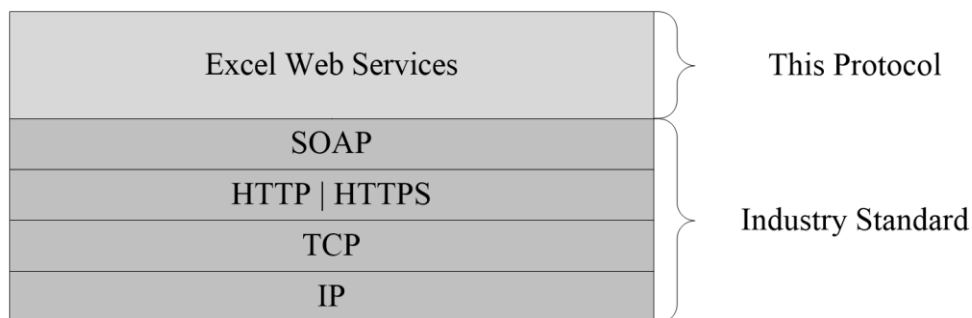 Excel Web Services
This Protocol
SOAP
HTTP | HTTPS
TCP
IP
Industry Standard